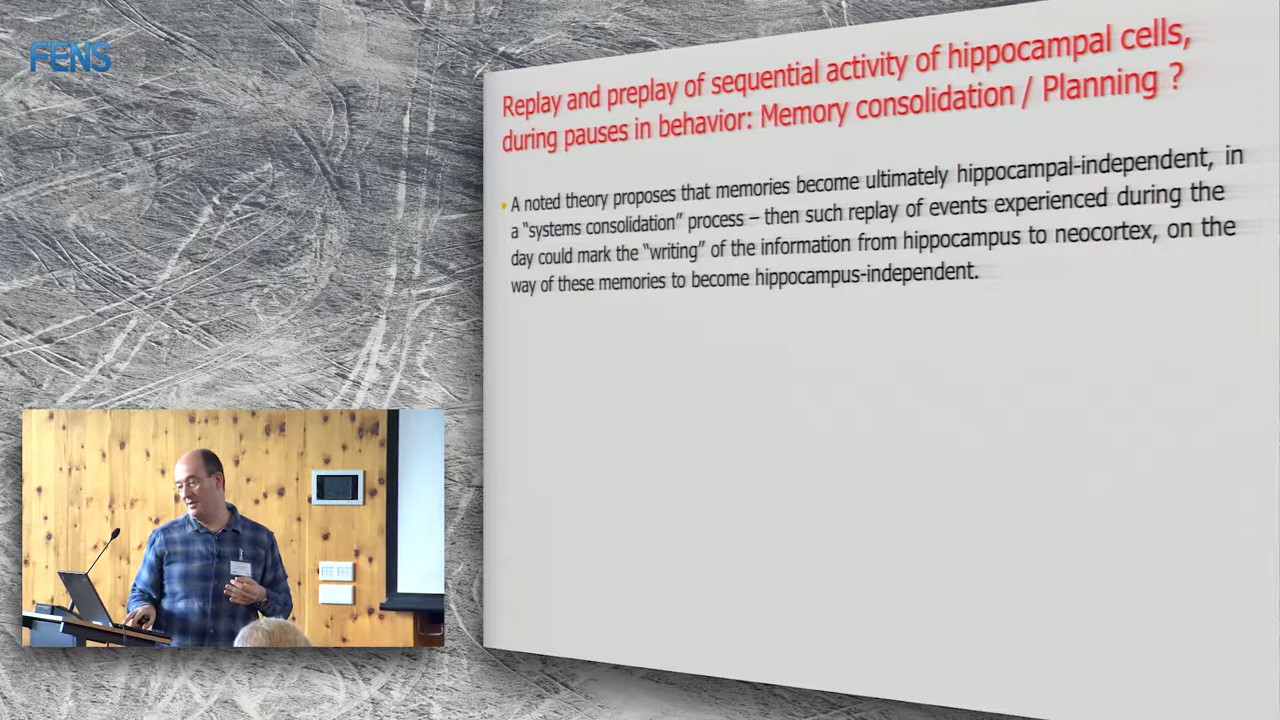 FENS
Replay and preplay of sequential activity of hippocampal cells,
during pauses in behavior: Memory consolidation / Planning ?
A noted theory proposes that memories become ultimately hippocampal-independent, in
a “systems consolidation” process – then such replay of events experienced during the
day could mark the “writing” of the information from hippocampus to neocortex, on the
way of these memories to become hippocampus-independent.